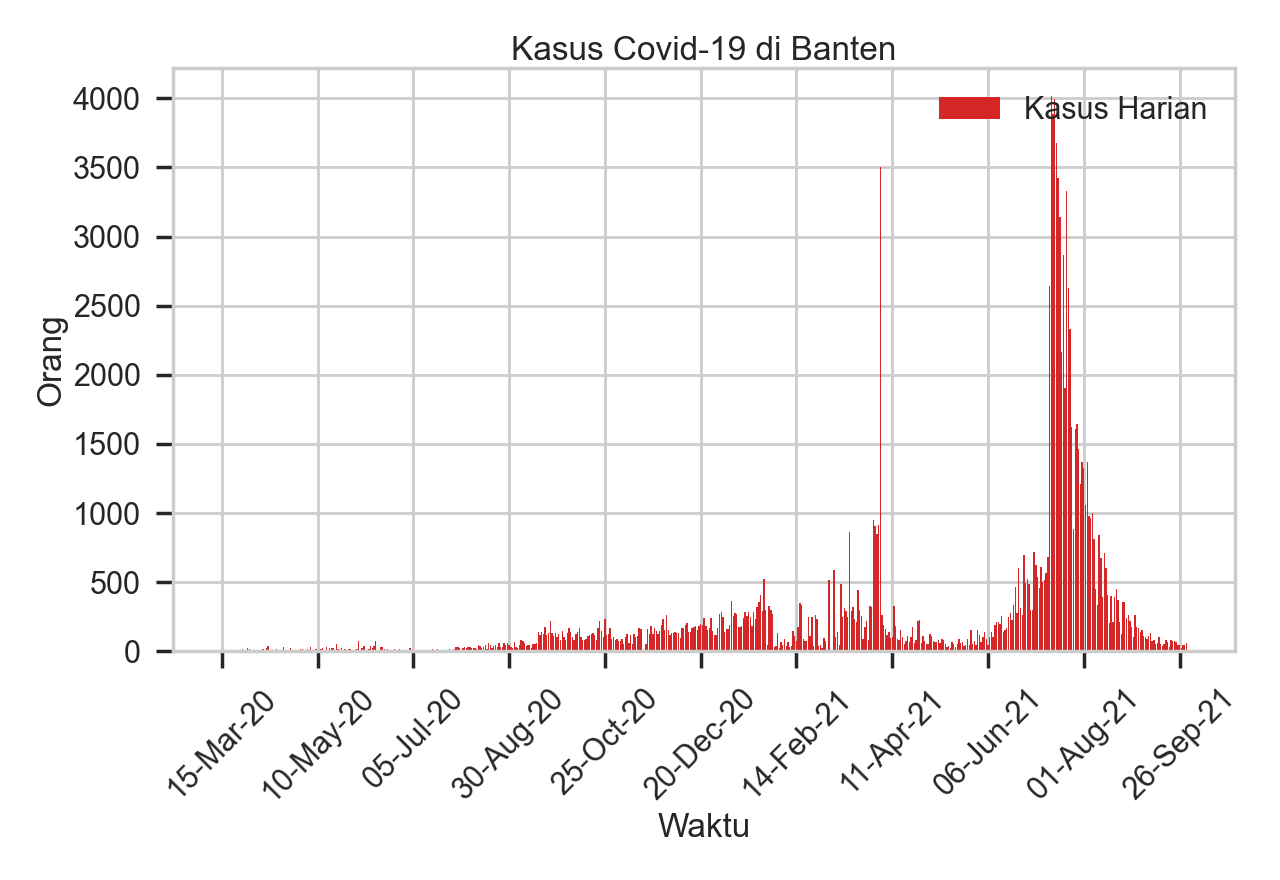 Kasus Covid-19 di Banten
Kasus Harian
4000
3500
3000
2500
2000
1500
1000
500
0
Orang
15-Mar-20
10-May-20
05-Jul-20
30-Aug-20
25-Oct-20
20-Dec-20
14-Feb-21
11-Apr-21
06-Jun-21
01-Aug-21
26-Sep-21
Waktu